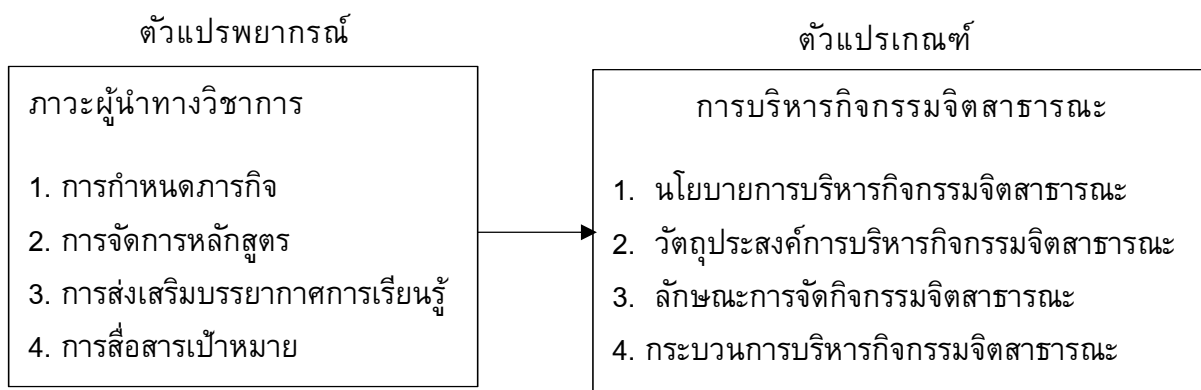 ตัวแปรพยากรณ์
ภาวะผู้นำทางวิชาการ
1. การกำหนดภารกิจ
2. การจัดการหลักสูตร
3. การส่งเสริมบรรยากาศการเรียนรู้
4. การสื่อสารเป้าหมาย
ตัวแปรเกณฑ์
การบริหารกิจกรรมจิตสาธารณะ
1. นโยบายการบริหารกิจกรรมจิตสาธารณะ
2. วัตถุประสงค์การบริหารกิจกรรมจิตสาธารณะ
3. ลักษณะการจัดกิจกรรมจิตสาธารณะ
4. กระบวนการบริหารกิจกรรมจิตสาธารณะ